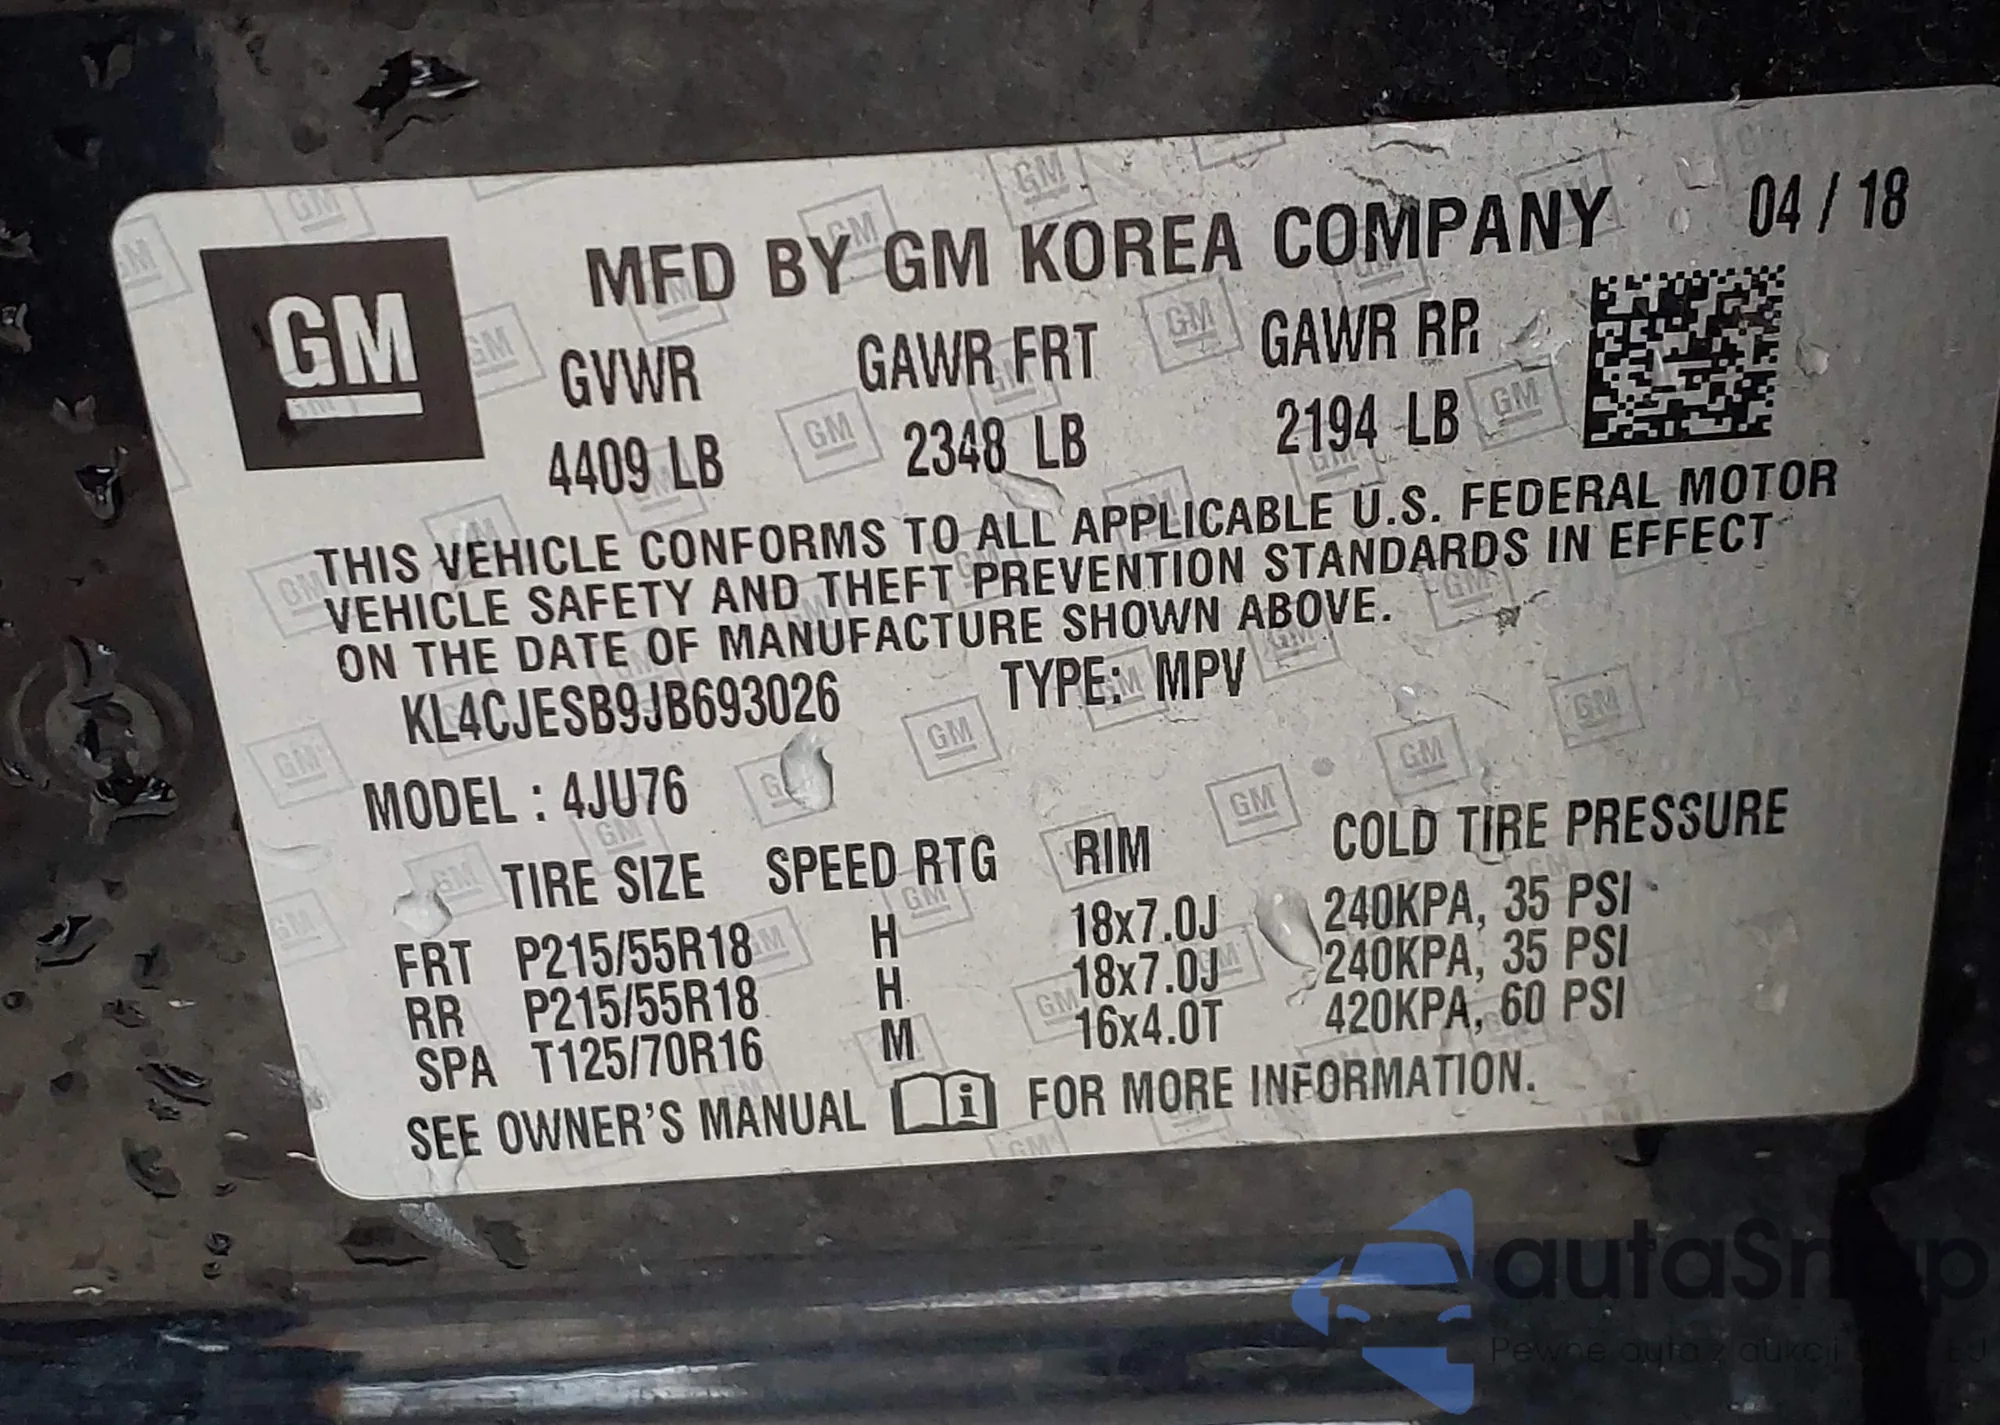 MFD BY GM KOREA COMPANY 04 / 18
GM
GVWR GAWR FRT GAWR RR
4409 LB 2348 LB 2194 LB
THIS VEHICLE CONFORMS TO ALL APPLICABLE U.S. FEDERAL MOTOR
VEHICLE SAFETY AND THEFT PREVENTION STANDARDS IN EFFECT
ON THE DATE OF MANUFACTURE SHOWN ABOVE.
KL4CJESB9JB693026 TYPE: MPV
MODEL : 4JU76
TIRE SIZE SPEED RTG RIM COLD TIRE PRESSURE
FRT P215/55R18 H 18x7.0J 240KPA, 35 PSI
RR P215/55R18 H 18x7.0J 240KPA, 35 PSI
SPA T125/70R16 M 16x4.0T 420KPA, 60 PSI
SEE OWNER'S MANUAL FOR MORE INFORMATION.
autaSnap
Pewne auta z aukcji